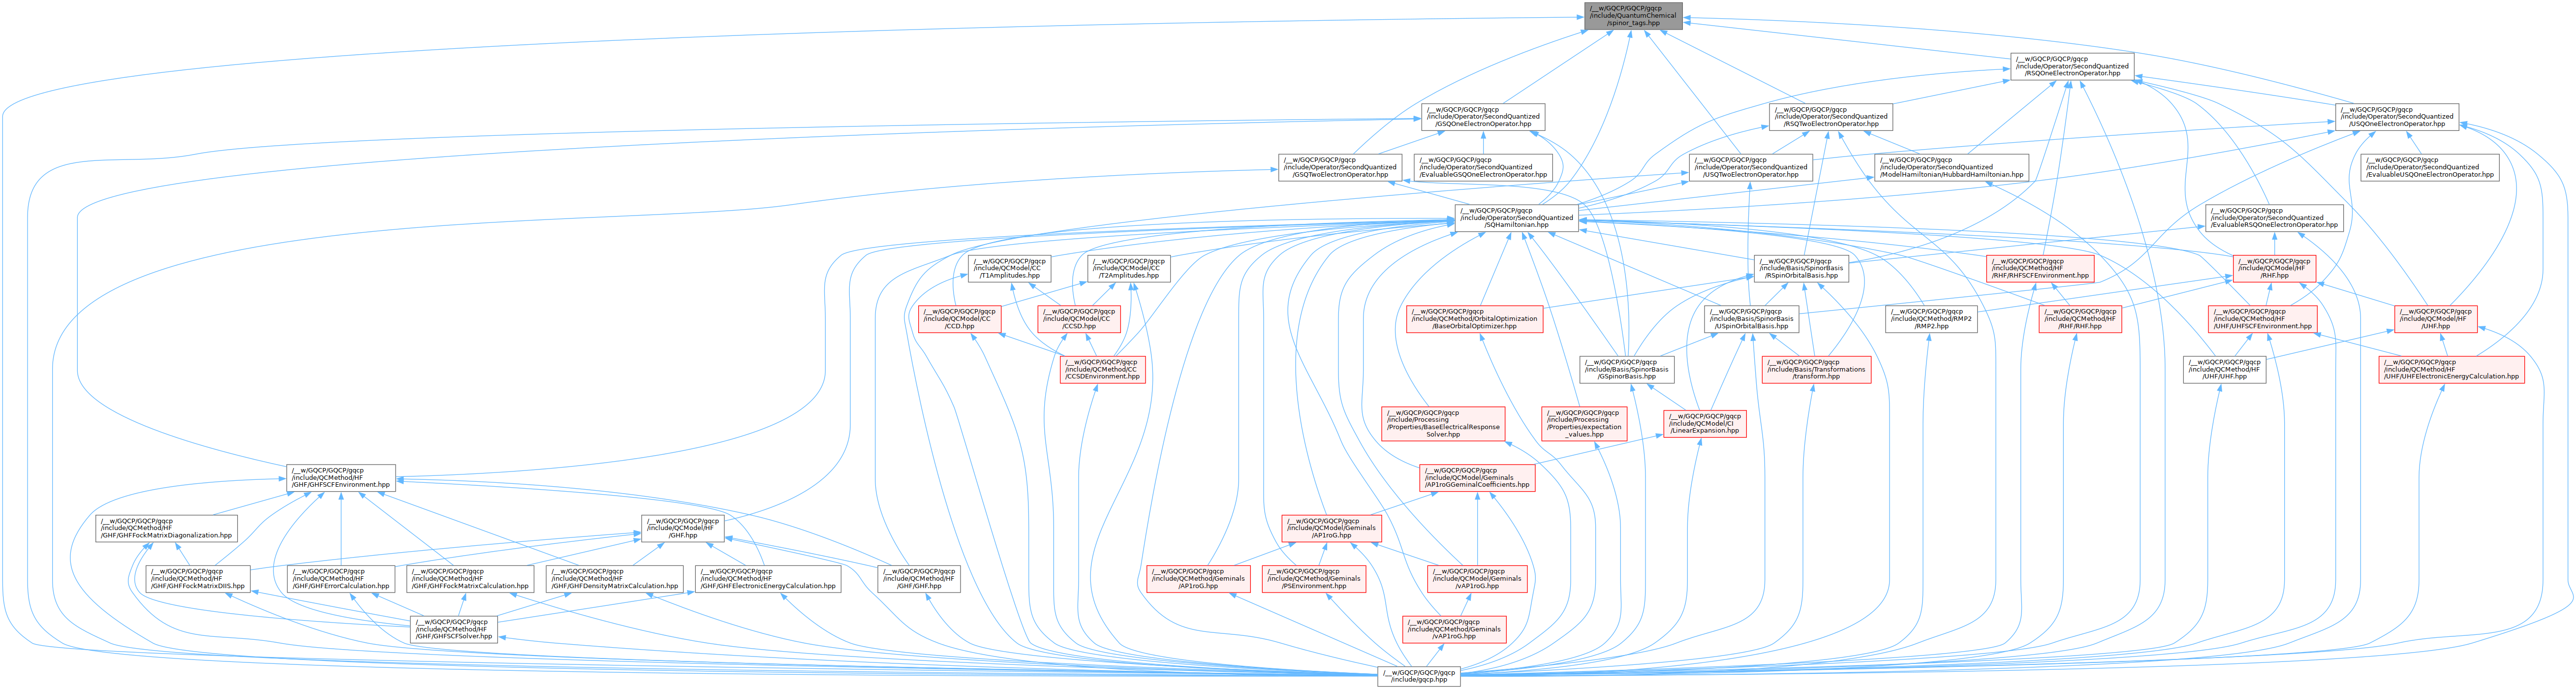 /__w/GQCP/GQCP/gqcp
/include/QuantumChemical
/spinor_tags.hpp
/__w/GQCP/GQCP/gqcp
/include/Operator/SecondQuantized
/RSQOneElectronOperator.hpp
/__w/GQCP/GQCP/gqcp
/include/Operator/SecondQuantized
/GSQOneElectronOperator.hpp
/__w/GQCP/GQCP/gqcp
/include/Operator/SecondQuantized
/RSQTwoElectronOperator.hpp
/__w/GQCP/GQCP/gqcp
/include/Operator/SecondQuantized
/USQOneElectronOperator.hpp
/__w/GQCP/GQCP/gqcp
/include/Operator/SecondQuantized
/GSQTwoElectronOperator.hpp
/__w/GQCP/GQCP/gqcp
/include/Operator/SecondQuantized
/EvaluableGSQOneElectronOperator.hpp
/__w/GQCP/GQCP/gqcp
/include/Operator/SecondQuantized
/USQTwoElectronOperator.hpp
/__w/GQCP/GQCP/gqcp
/include/Operator/SecondQuantized
/ModelHamiltonian/HubbardHamiltonian.hpp
/__w/GQCP/GQCP/gqcp
/include/Operator/SecondQuantized
/EvaluableUSQOneElectronOperator.hpp
/__w/GQCP/GQCP/gqcp
/include/Operator/SecondQuantized
/SQHamiltonian.hpp
/__w/GQCP/GQCP/gqcp
/include/Operator/SecondQuantized
/EvaluableRSQOneElectronOperator.hpp
/__w/GQCP/GQCP/gqcp
/include/QCModel/CC
/T1Amplitudes.hpp
/__w/GQCP/GQCP/gqcp
/include/QCModel/CC
/T2Amplitudes.hpp
/__w/GQCP/GQCP/gqcp
/include/Basis/SpinorBasis
/RSpinOrbitalBasis.hpp
/__w/GQCP/GQCP/gqcp
/include/QCMethod/HF
/RHF/RHFSCFEnvironment.hpp
/__w/GQCP/GQCP/gqcp
/include/QCModel/HF
/RHF.hpp
/__w/GQCP/GQCP/gqcp
/include/QCModel/CC
/CCD.hpp
/__w/GQCP/GQCP/gqcp
/include/QCModel/CC
/CCSD.hpp
/__w/GQCP/GQCP/gqcp
/include/QCMethod/OrbitalOptimization
/BaseOrbitalOptimizer.hpp
/__w/GQCP/GQCP/gqcp
/include/Basis/SpinorBasis
/USpinOrbitalBasis.hpp
/__w/GQCP/GQCP/gqcp
/include/QCMethod/RMP2
/RMP2.hpp
/__w/GQCP/GQCP/gqcp
/include/QCMethod/HF
/RHF/RHF.hpp
/__w/GQCP/GQCP/gqcp
/include/QCMethod/HF
/UHF/UHFSCFEnvironment.hpp
/__w/GQCP/GQCP/gqcp
/include/QCModel/HF
/UHF.hpp
/__w/GQCP/GQCP/gqcp
/include/QCMethod/CC
/CCSDEnvironment.hpp
/__w/GQCP/GQCP/gqcp
/include/Basis/SpinorBasis
/GSpinorBasis.hpp
/__w/GQCP/GQCP/gqcp
/include/Basis/Transformations
/transform.hpp
/__w/GQCP/GQCP/gqcp
/include/QCMethod/HF
/UHF/UHF.hpp
/__w/GQCP/GQCP/gqcp
/include/QCMethod/HF
/UHF/UHFElectronicEnergyCalculation.hpp
/__w/GQCP/GQCP/gqcp
/include/Processing
/Properties/BaseElectricalResponse
Solver.hpp
/__w/GQCP/GQCP/gqcp
/include/Processing
/Properties/expectation
_values.hpp
/__w/GQCP/GQCP/gqcp
/include/QCModel/CI
/LinearExpansion.hpp
/__w/GQCP/GQCP/gqcp
/include/QCMethod/HF
/GHF/GHFSCFEnvironment.hpp
/__w/GQCP/GQCP/gqcp
/include/QCModel/Geminals
/AP1roGGeminalCoefficients.hpp
/__w/GQCP/GQCP/gqcp
/include/QCMethod/HF
/GHF/GHFFockMatrixDiagonalization.hpp
/__w/GQCP/GQCP/gqcp
/include/QCModel/HF
/GHF.hpp
/__w/GQCP/GQCP/gqcp
/include/QCModel/Geminals
/AP1roG.hpp
/__w/GQCP/GQCP/gqcp
/include/QCMethod/HF
/GHF/GHFFockMatrixDIIS.hpp
/__w/GQCP/GQCP/gqcp
/include/QCMethod/HF
/GHF/GHFErrorCalculation.hpp
/__w/GQCP/GQCP/gqcp
/include/QCMethod/HF
/GHF/GHFFockMatrixCalculation.hpp
/__w/GQCP/GQCP/gqcp
/include/QCMethod/HF
/GHF/GHFDensityMatrixCalculation.hpp
/__w/GQCP/GQCP/gqcp
/include/QCMethod/HF
/GHF/GHFElectronicEnergyCalculation.hpp
/__w/GQCP/GQCP/gqcp
/include/QCMethod/HF
/GHF/GHF.hpp
/__w/GQCP/GQCP/gqcp
/include/QCMethod/Geminals
/AP1roG.hpp
/__w/GQCP/GQCP/gqcp
/include/QCMethod/Geminals
/PSEnvironment.hpp
/__w/GQCP/GQCP/gqcp
/include/QCModel/Geminals
/vAP1roG.hpp
/__w/GQCP/GQCP/gqcp
/include/QCMethod/HF
/GHF/GHFSCFSolver.hpp
/__w/GQCP/GQCP/gqcp
/include/QCMethod/Geminals
/vAP1roG.hpp
/__w/GQCP/GQCP/gqcp
/include/gqcp.hpp